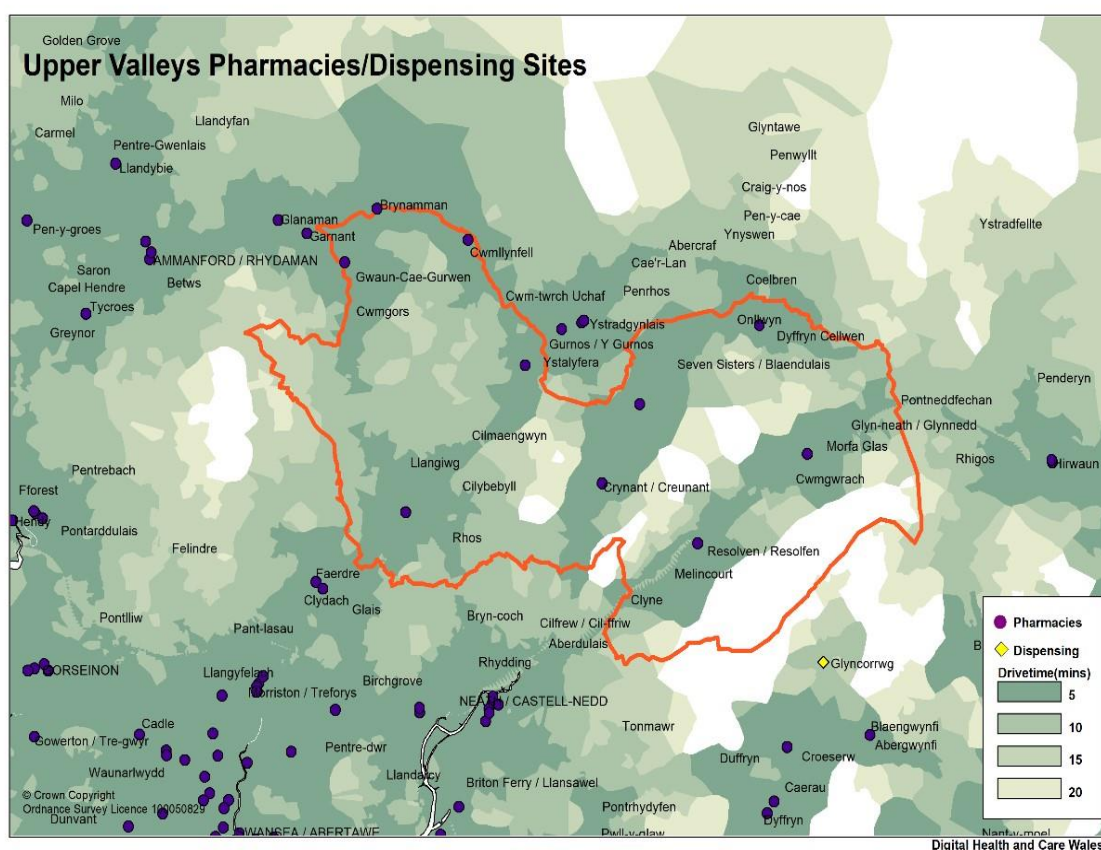 Golden Grove
Upper Valleys Pharmacies/Dispensing Sites
Milo
Llandyfan
Carmel
Glyntawe
Pentre-Gwenlais
Penwyllt
Llandybie
Craig-y-nos
Brynamman
Pen-y-cae
Glanaman
Ystradfellte
Pen-y-groes
Garnant
Ynyswen
Abercraf
Cwmllynfell
AMMANFORD / RHYDAMAN
Cae'r-Lan
Saron
Gwaun-Cae-Gurwen
Coelbren
Betws
Capel Hendre
Penrhos
Cwm-twrch Uchaf
Tycroes
Cwmgors
Onllwyn
Ystradgynlais
Greynor
Dyffryn Cellwen
Gurnos / Y Gurnos
Ystalyfera
Seven Sisters / Blaendulais
Penderyn
Pontneddfechan
Glyn-neath / Glynnedd
Cilmaengwyn
Morfa Glas
Rhigos
Llangiwg
Hirwaun
Pentrebach
Cwmgwrach
Cilybebyll
Crynant / Creunant
Fforest
Hendy
Pontarddulais
Rhos
Felindre
Resolven / Resolfen
Faerdre
Melincourt
Clydach
Clyne
Glais
Pontlliw
Bryn-coch
Cilfrew / Cil-ffriw
Pant-lasau
Aberdulais
Rhydding
Glyncorrwg
GORSEINON
Llangyfelach
Birchgrove
Morriston / Treforys
NEATH / CASTELL-NEDD
Cadle
Tonmawr
Blaengwynfi
Gowerton / Tre-gwyr
Abergwynfi
Pentre-dwr
Duffryn
Croeserw
Waunarlwydd
Llandarcy
Briton Ferry / Llansawel
Caerau
© Crown Copyright
Ordnance Survey Licence 100050829
Pontrhydyfen
Dunvant
Dyffryn
SWANSEA / ABERTAWE
Pwll-y-glaw
Nant-y-moel
Pharmacies
Dispensing
Drivetime(mins)
5
10
15
20
Digital Health and Care Wales